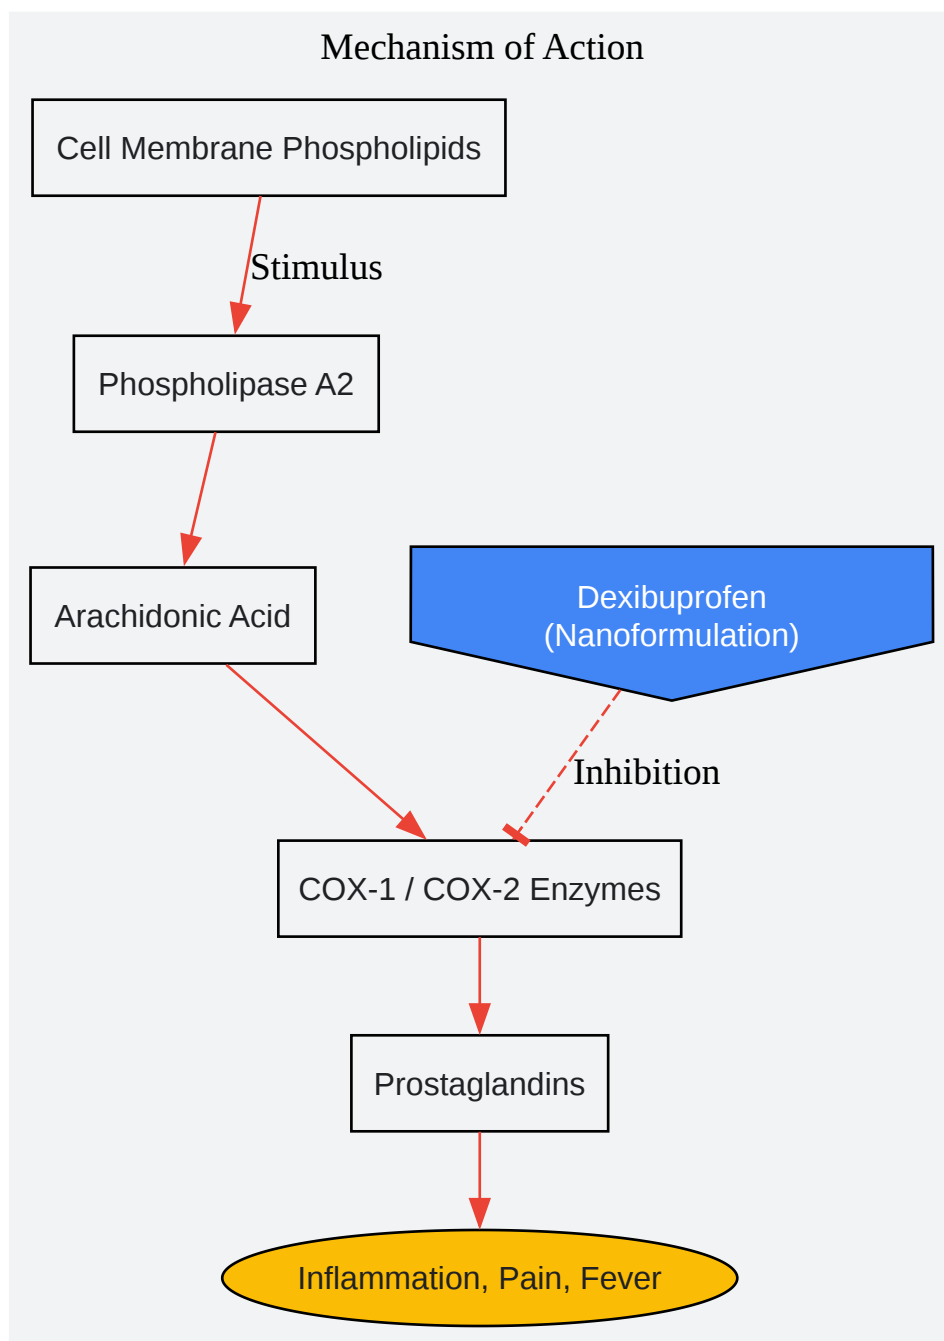 Mechanism of Action
Cell Membrane Phospholipids
Stimulus
Phospholipase A2
Arachidonic Acid
Dexibuprofen
(Nanoformulation)
Inhibition
COX-1 / COX-2 Enzymes
Prostaglandins
Inflammation, Pain, Fever